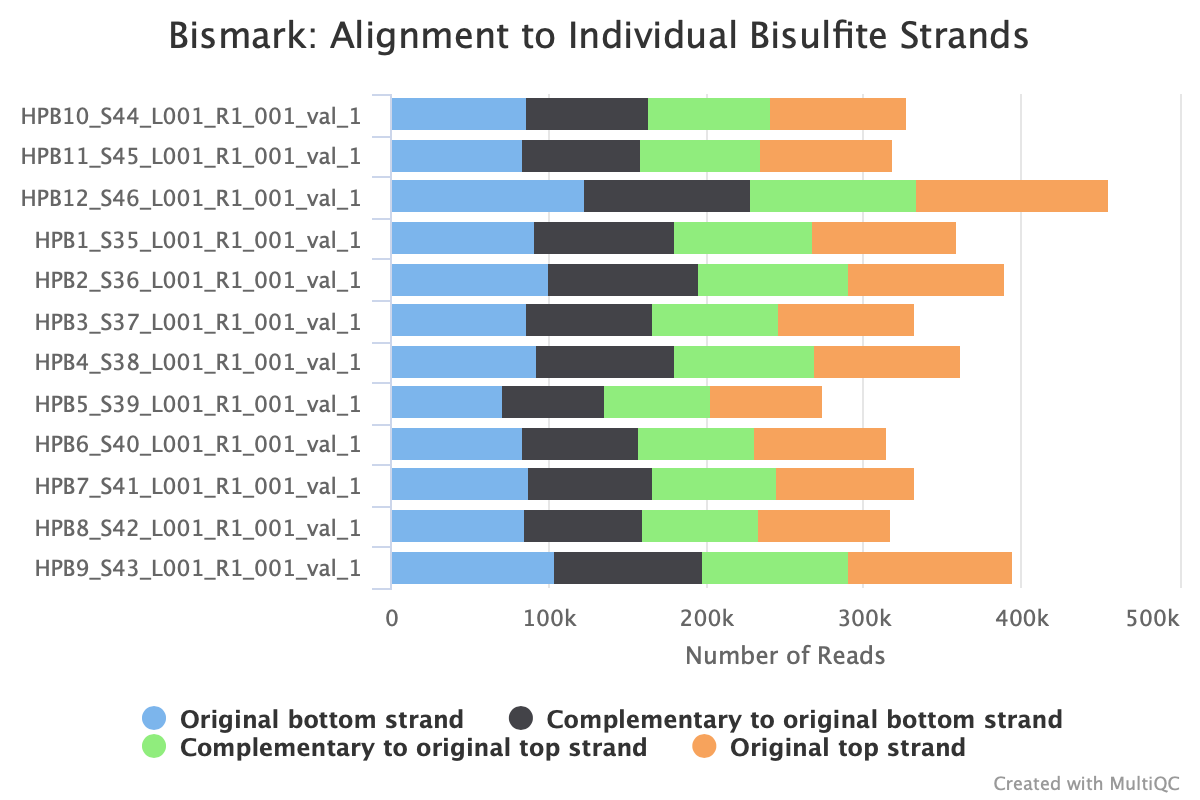 Bismark: Alignment to Individual Bisulfite Strands
HPB10_S44_L001_R1_001_val_1
HPB11_S45_L001_R1_001_val_1
HPB12_S46_L001_R1_001_val_1
HPB1_S35_L001_R1_001_val_1
HPB2_S36_L001_R1_001_val_1
HPB3_S37_L001_R1_001_val_1
HPB4_S38_L001_R1_001_val_1
HPB5_S39_L001_R1_001_val_1
HPB6_S40_L001_R1_001_val_1
HPB7_S41_L001_R1_001_val_1
HPB8_S42_L001_R1_001_val_1
HPB9_S43_L001_R1_001_val_1
0 100k 200k 300k 400k 500k
Number of Reads
Original bottom strand Complementary to original bottom strand
Complementary to original top strand Original top strand
Created with MultiQC